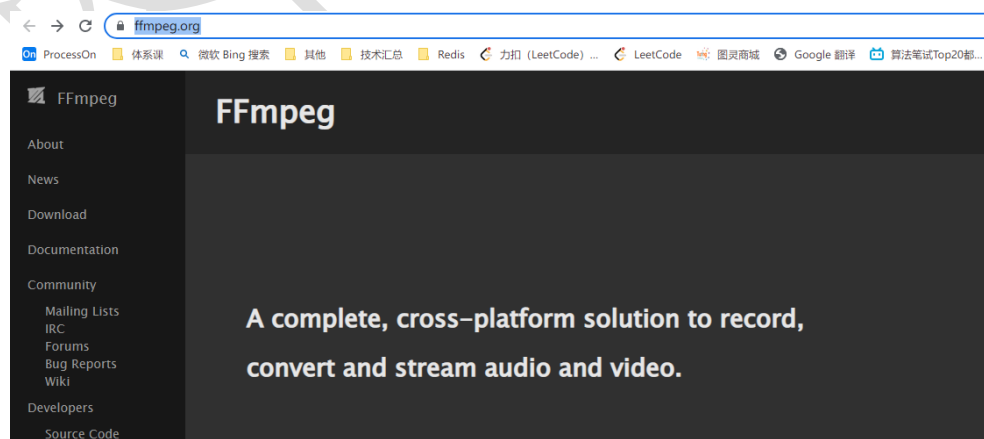 ffmpeg.org
On ProcessOn 体系课 微软 Bing 搜索 其他 技术汇总 Redis 力扣（LeetCode）... LeetCode 图灵商城 Google 翻译 算法笔试Top20都...
FFmpeg
FFmpeg
About
News
Download
Documentation
Community
Mailing Lists
IRC
Forums
Bug Reports
Wiki
Developers
Source Code
A complete, cross-platform solution to record,
convert and stream audio and video.